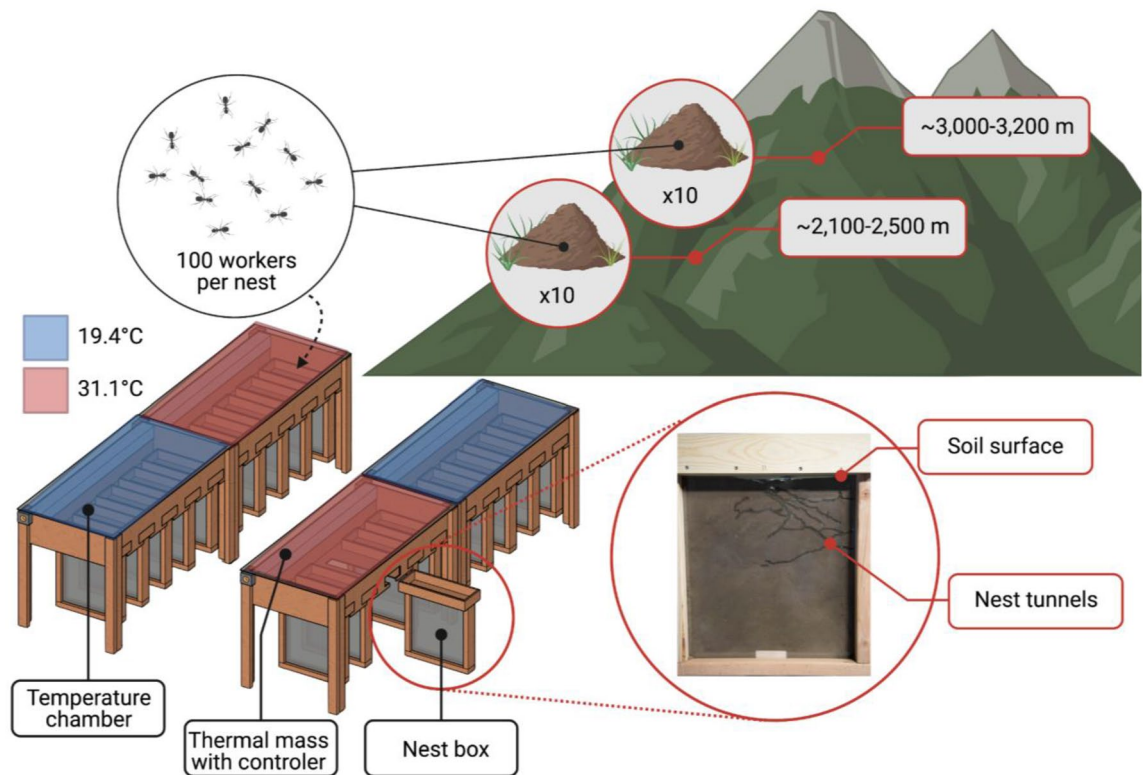 ~3,000-3,200 m
x10
~2,100-2,500 m
x10
100 workers
per nest
19.4°C
31.1°C
Soil surface
Nest tunnels
Temperature
chamber
Thermal mass
with controler
Nest box